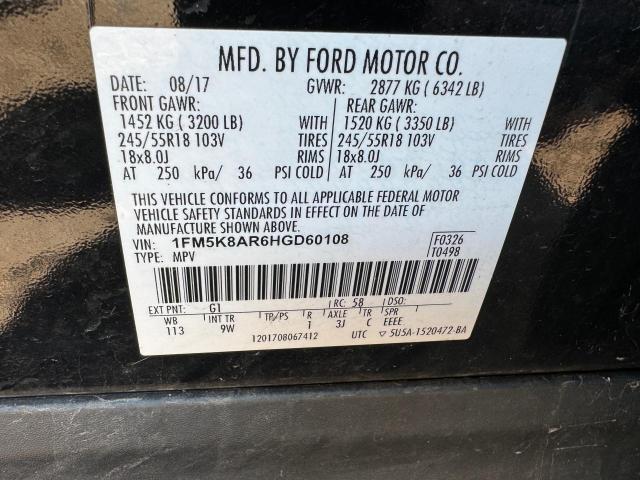 MFD. BY FORD MOTOR CO.
DATE: 08/17 GVWR: 2877 KG ( 6342 LB)
FRONT GAWR: REAR GAWR:
1452 KG ( 3200 LB) WITH 1520 KG ( 3350 LB) WITH
245/55R18 103V TIRES 245/55R18 103V TIRES
18x8.0J RIMS 18x8.0J RIMS
AT 250 kPa/ 36 PSI COLD AT 250 kPa/ 36 PSI COLD
THIS VEHICLE CONFORMS TO ALL APPLICABLE FEDERAL MOTOR
VEHICLE SAFETY STANDARDS IN EFFECT ON THE DATE OF
MANUFACTURE SHOWN ABOVE.
VIN: 1FM5K8AR6HGD60108 F0326
TYPE: MPV T0498
EXT PNT: G1 RC: 58 DSO:
WB INT TR TP/PS R AXLE TR SPR
113 9W 1 3J C EEEE
1201708067412 UTC ▽ 5U5A-1520472-BA